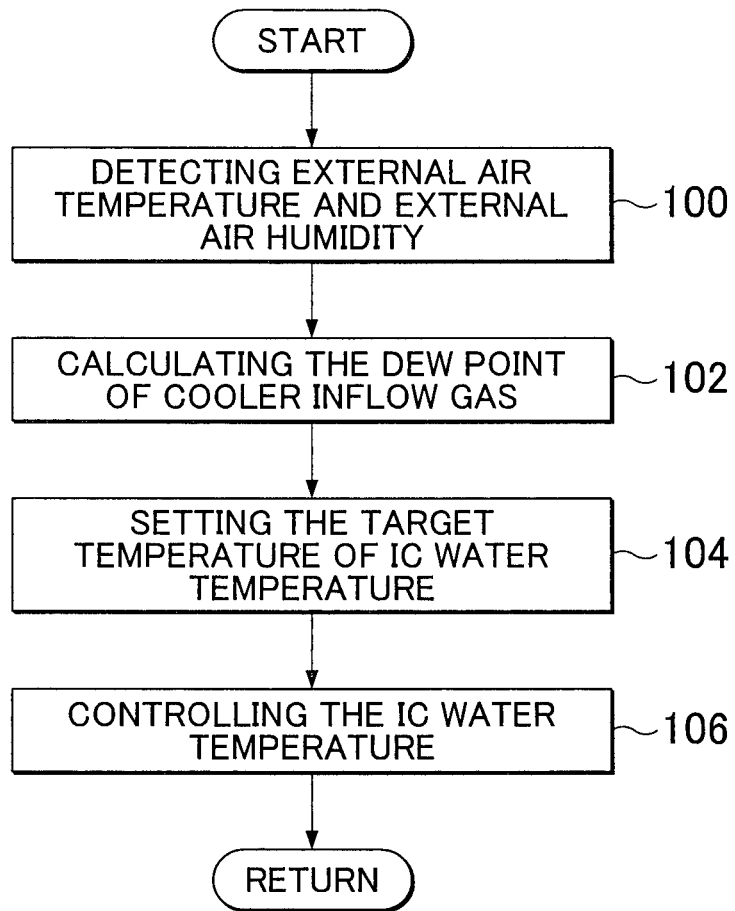 START
DETECTING EXTERNAL AIR
TEMPERATURE AND EXTERNAL
AIR HUMIDITY
100
CALCULATING THE DEW POINT
OF COOLER INFLOW GAS
102
SETTING THE TARGET
TEMPERATURE OF IC WATER
TEMPERATURE
104
CONTROLLING THE IC WATER
TEMPERATURE
106
RETURN